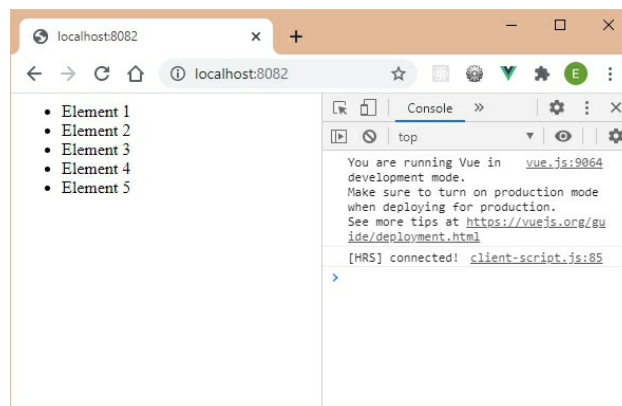 localhost:8082
localhost:8082
E
Element 1
Element 2
Element 3
Element 4
Element 5
Console
top
You are running Vue in vue.js:9064
development mode.
Make sure to turn on production mode
when deploying for production.
See more tips at https://vuejs.org/gu
ide/deployment.html
[HRS] connected! client-script.js:85